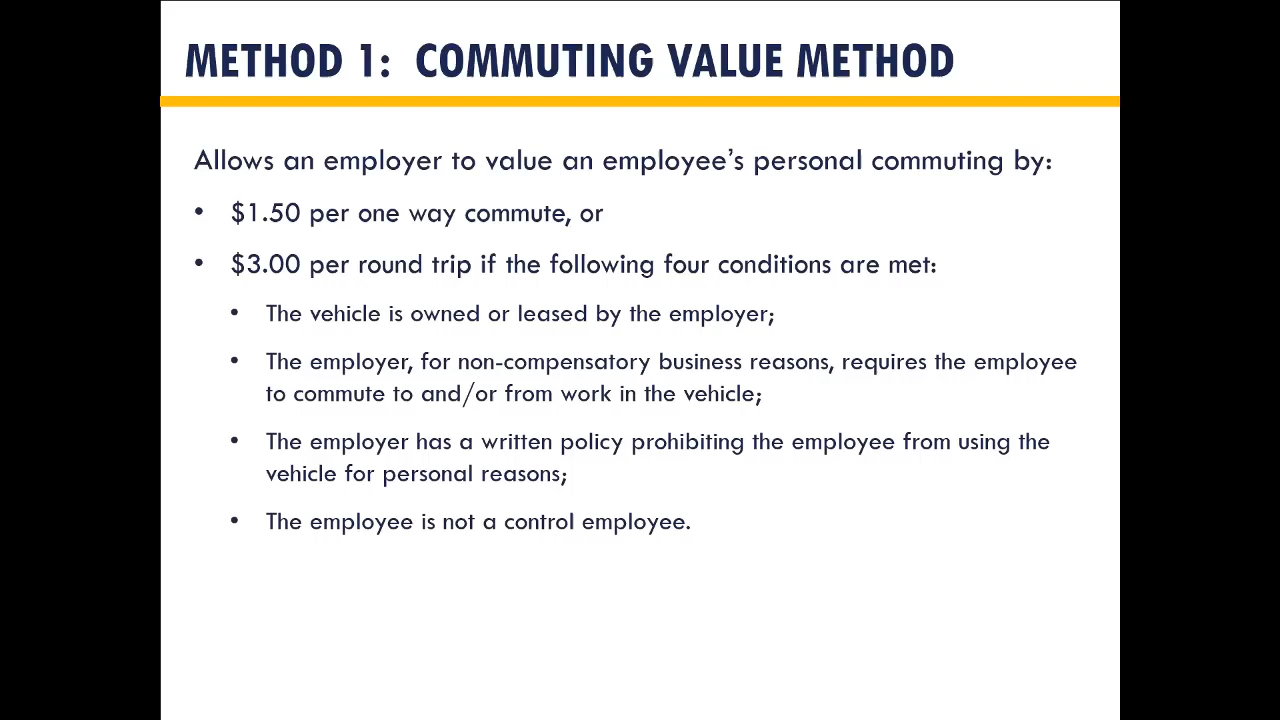 METHOD 1: COMMUTING VALUE METHOD
Allows an employer to value an employee’s personal commuting by:
• $1.50 per one way commute, or
• $3.00 per round trip if the following four conditions are met:
• The vehicle is owned or leased by the employer;
• The employer, for non-compensatory business reasons, requires the employee
to commute to and/or from work in the vehicle;
• The employer has a written policy prohibiting the employee from using the
vehicle for personal reasons;
• The employee is not a control employee.